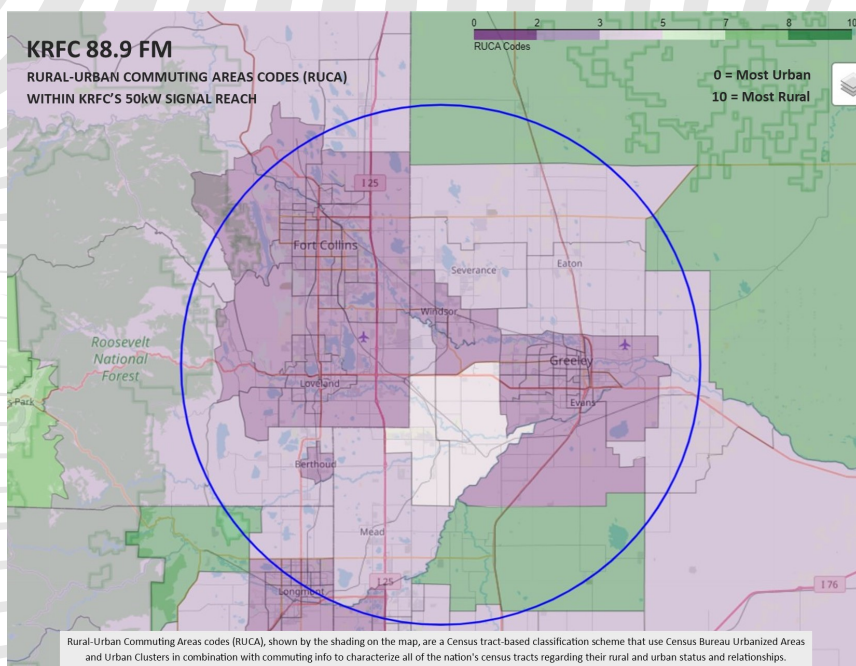 KRFC 88.9 FM
RURAL-URBAN COMMUTING AREAS CODES (RUCA)
WITHIN KRFC'S 50kW SIGNAL REACH
0 2 3 5 7 8 10
RUCA Codes
0 = Most Urban
10 = Most Rural
I 25
Fort Collins
Severance
Eaton
Windsor
Roosevelt
National
Forest
Greeley
Loveland
s Park
Evans
Berthoud
Mead
I 25
I 76
Longmont
Rural-Urban Commuting Areas codes (RUCA), shown by the shading on the map, are a Census tract-based classification scheme that use Census Bureau Urbanized Areas
and Urban Clusters in combination with commuting info to characterize all of the nation's census tracts regarding their rural and urban status and relationships.